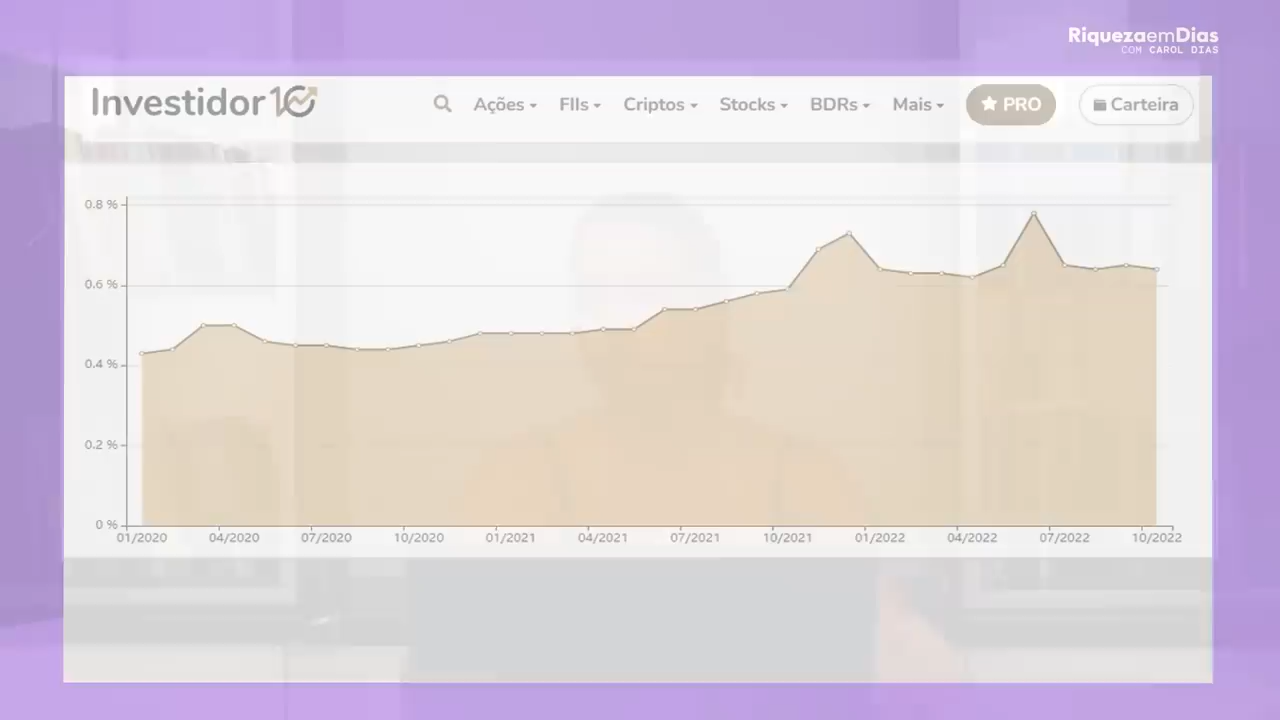 RiquezaemDias
COM CAROL DIAS
Investidor10
Ações FIIs Criptos Stocks BDRs Mais PRO Carteira
0.8 %
0.6 %
0.4 %
0.2 %
0 %
01/2020 04/2020 07/2020 10/2020 01/2021 04/2021 07/2021 10/2021 01/2022 04/2022 07/2022 10/2022